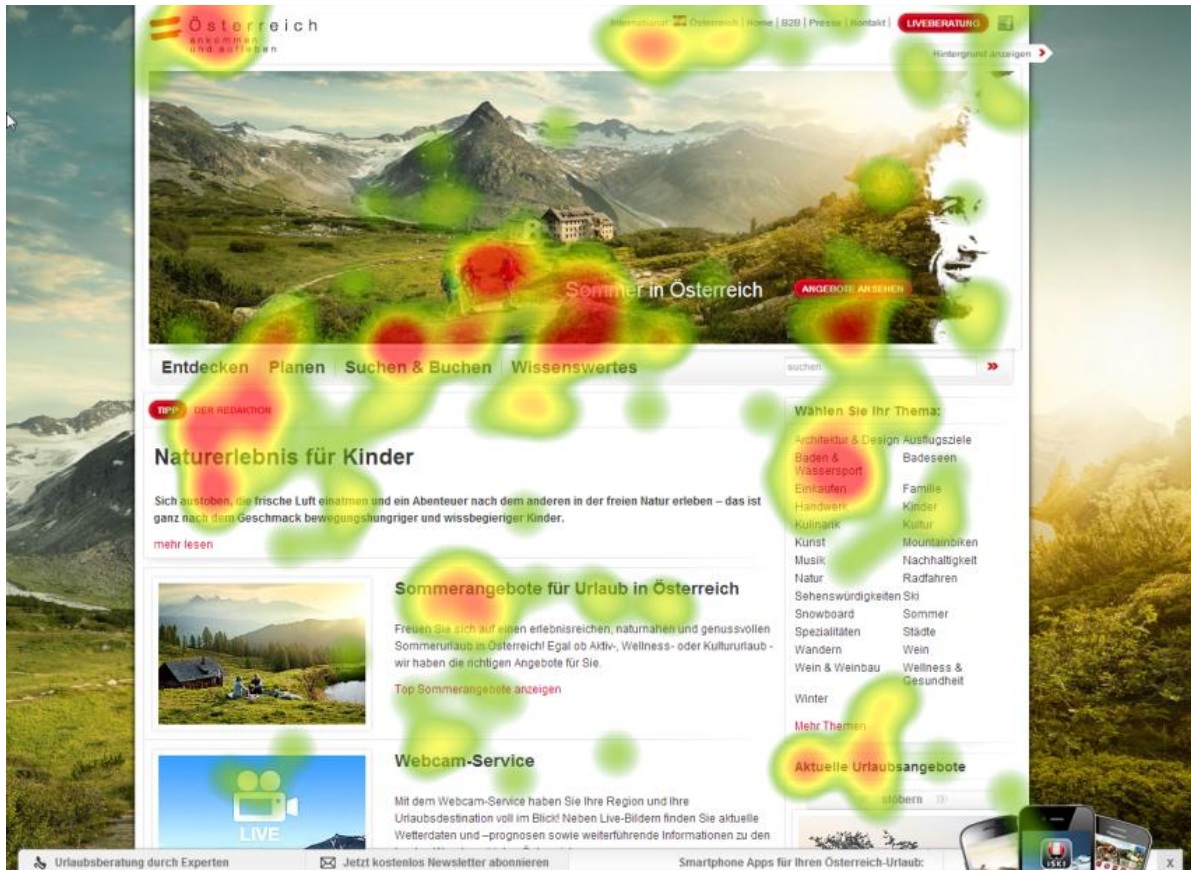 Österreich
ankommen
und aufleben
International: Österreich | Home | B2B | Presse | Kontakt |
LIVEBERATUNG
Hintergrund anzeigen
Sommer in Österreich
ANGEBOTE ANSEHEN
Entdecken Planen Suchen & Buchen Wissenswertes
suchen
TIPP DER REDAKTION
Naturerlebnis für Kinder
Sich austoben, die frische Luft einatmen und ein Abenteuer nach dem anderen in der freien Natur erleben – das ist
ganz nach dem Geschmack bewegungshungriger und wissbegieriger Kinder.
mehr lesen
Sommerangebote für Urlaub in Österreich
Freuen Sie sich auf einen erlebnisreichen, naturnahen und genussvollen
Sommerurlaub in Österreich! Egal ob Aktiv-, Wellness- oder Kultururlaub -
wir haben die richtigen Angebote für Sie.
Top Sommerangebote anzeigen
LIVE
Webcam-Service
Mit dem Webcam-Service haben Sie Ihre Region und Ihre
Urlaubsdestination voll im Blick! Neben Live-Bildern finden Sie aktuelle
Wetterdaten und –prognosen sowie weiterführende Informationen zu den
Wählen Sie Ihr Thema:
Architektur & Design Ausflugsziele
Baden & Badeseen
Wassersport
Einkaufen Familie
Handwerk Kinder
Kulinarik Kultur
Kunst Mountainbiken
Musik Nachhaltigkeit
Natur Radfahren
Sehenswürdigkeiten Ski
Snowboard Sommer
Spezialitäten Städte
Wandern Wein
Wein & Weinbau Wellness &
Gesundheit
Winter
Mehr Themen
Aktuelle Urlaubsangebote
stöbern
Urlaubsberatung durch Experten
Jetzt kostenlos Newsletter abonnieren
Smartphone Apps für Ihren Österreich-Urlaub:
iSKI
X